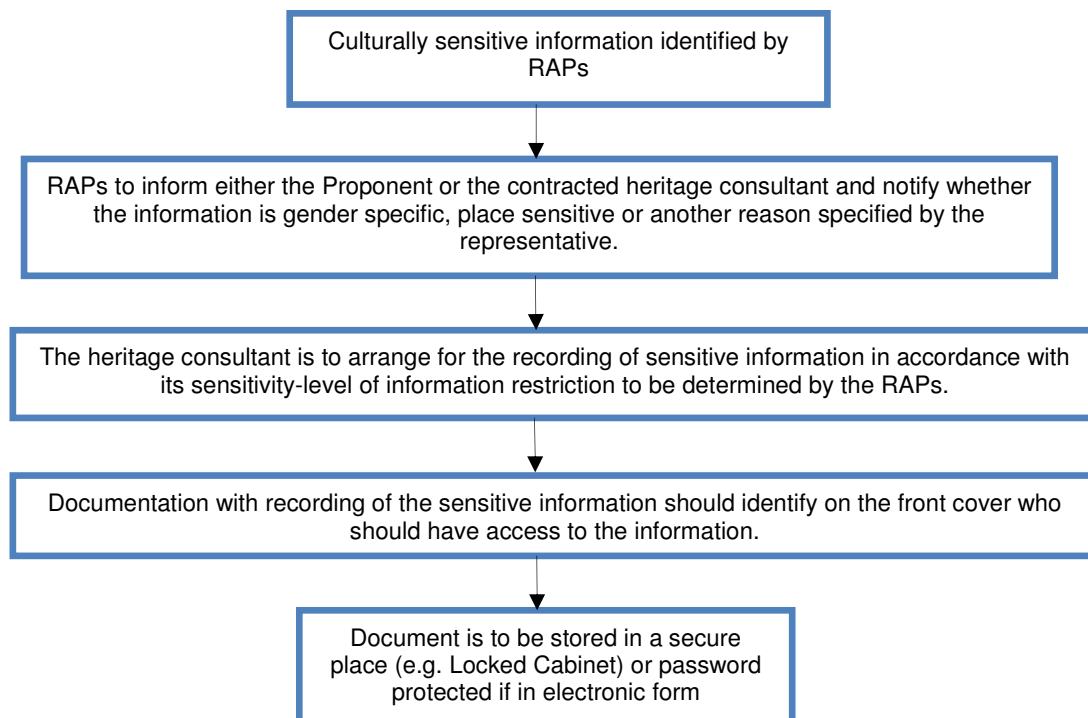 Culturally sensitive information identified by
RAPs
RAPs to inform either the Proponent or the contracted heritage consultant and notify whether
the information is gender specific, place sensitive or another reason specified by the
representative.
The heritage consultant is to arrange for the recording of sensitive information in accordance with
its sensitivity-level of information restriction to be determined by the RAPs.
Documentation with recording of the sensitive information should identify on the front cover who
should have access to the information.
Document is to be stored in a secure
place (e.g. Locked Cabinet) or password
protected if in electronic form